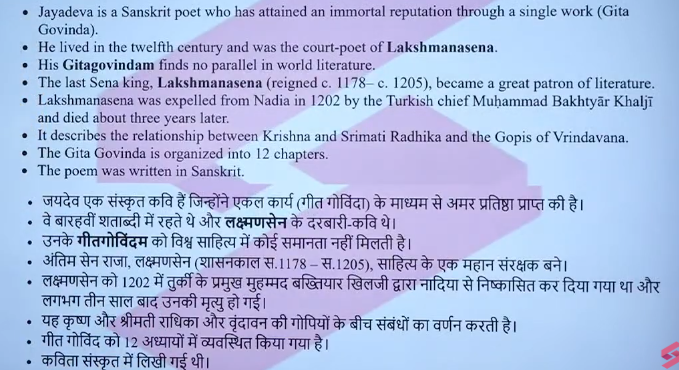 • Jayadeva is a Sanskrit poet who has attained an immortal reputation through a single work (Gita
Govinda).
• He lived in the twelfth century and was the court-poet of Lakshmanasena.
• His Gitagovindam finds no parallel in world literature.
• The last Sena king, Lakshmanasena (reigned c. 1178– c. 1205), became a great patron of literature.
• Lakshmanasena was expelled from Nadia in 1202 by the Turkish chief Muḥammad Bakhtyār Khaljī
and died about three years later.
• It describes the relationship between Krishna and Srimati Radhika and the Gopis of Vrindavana.
• The Gita Govinda is organized into 12 chapters.
• The poem was written in Sanskrit.
• जयदेव एक संस्कृत कवि हैं जिन्होंने एकल कार्य (गीत गोविंदा) के माध्यम से अमर प्रतिष्ठा प्राप्त की है।
• वे बारहवीं शताब्दी में रहते थे और लक्ष्मणसेन के दरबारी-कवि थे।
• उनके गीतगोविंदम को विश्व साहित्य में कोई समानता नहीं मिलती है।
• अंतिम सेन राजा, लक्ष्मणसेन (शासनकाल स.1178 – स.1205), साहित्य के एक महान संरक्षक बने।
• लक्ष्मणसेन को 1202 में तुर्की के प्रमुख मुहम्मद बख्तियार खिलजी द्वारा नादिया से निष्कासित कर दिया गया था और
लगभग तीन साल बाद उनकी मृत्यु हो गई।
• यह कृष्ण और श्रीमती राधिका और वृंदावन की गोपियों के बीच संबंधों का वर्णन करती है।
• गीत गोविंद को 12 अध्यायों में व्यवस्थित किया गया है।
• कविता संस्कृत में लिखी गई थी।